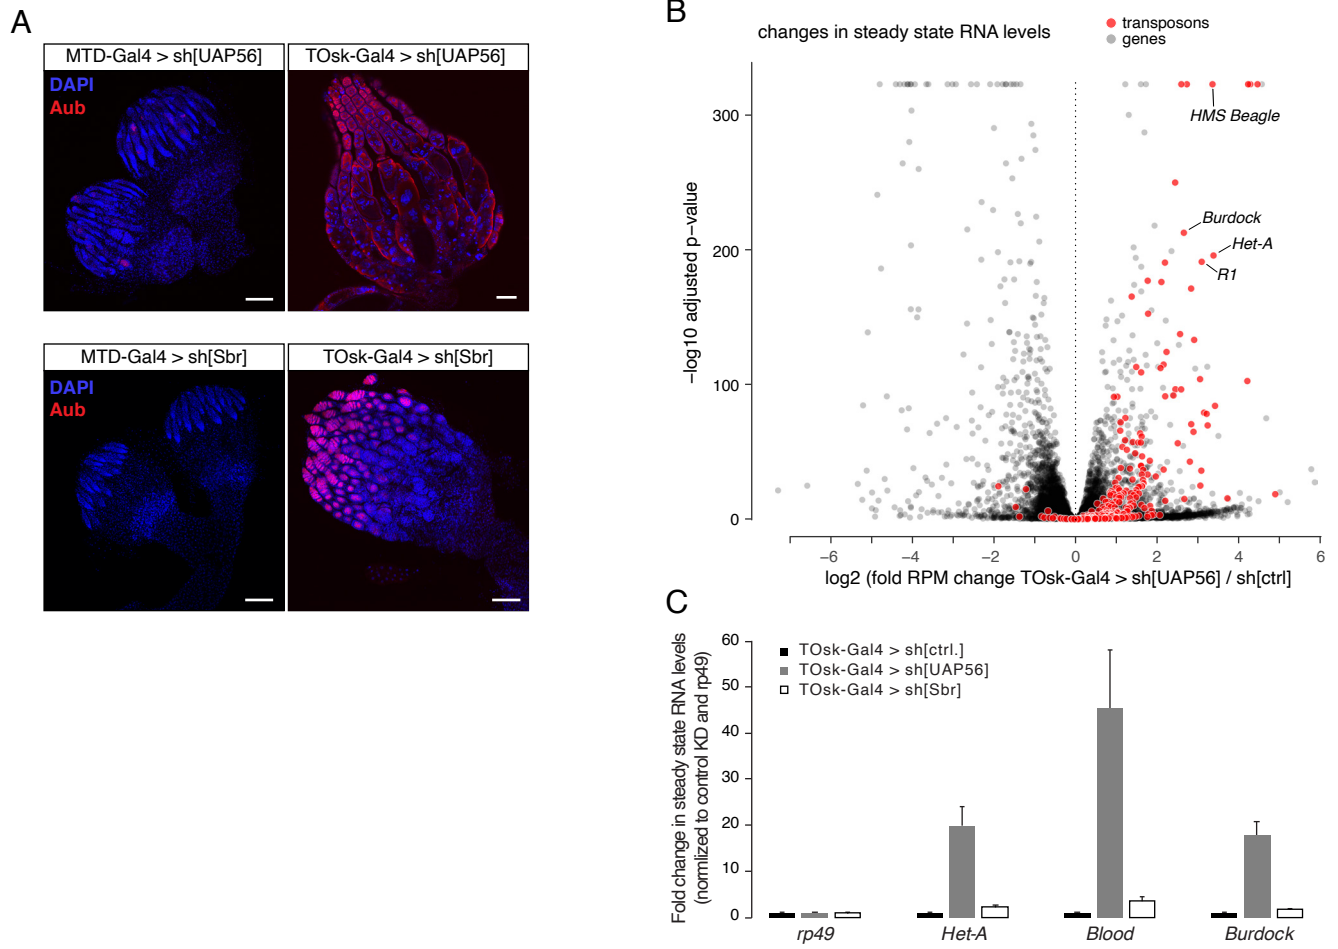 A
MTD-Gal4 > sh[UAP56]
TOsk-Gal4 > sh[UAP56]
DAPI
Aub
MTD-Gal4 > sh[Sbr]
TOsk-Gal4 > sh[Sbr]
DAPI
Aub
B
changes in steady state RNA levels
transposons
genes
−log10 adjusted p-value
300
200
100
0
HMS Beagle
Burdock
Het-A
R1
−6
−4
−2
0
2
4
6
log2 (fold RPM change TOsk-Gal4 > sh[UAP56] / sh[ctrl]
C
Fold change in steady state RNA levels
(normlized to control KD and rp49)
60
50
40
30
20
10
0
TOsk-Gal4 > sh[ctrl.]
TOsk-Gal4 > sh[UAP56]
TOsk-Gal4 > sh[Sbr]
rp49
Het-A
Blood
Burdock